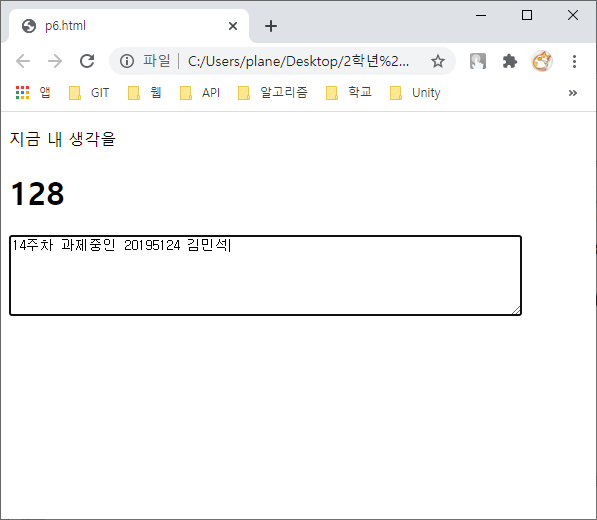 p6.html
파일 C:/Users/plane/Desktop/2학년%2...
앱 GIT 웹 API 알고리즘 학교 Unity »
지금 내 생각을
128
14주차 과제중인 20195124 김민석